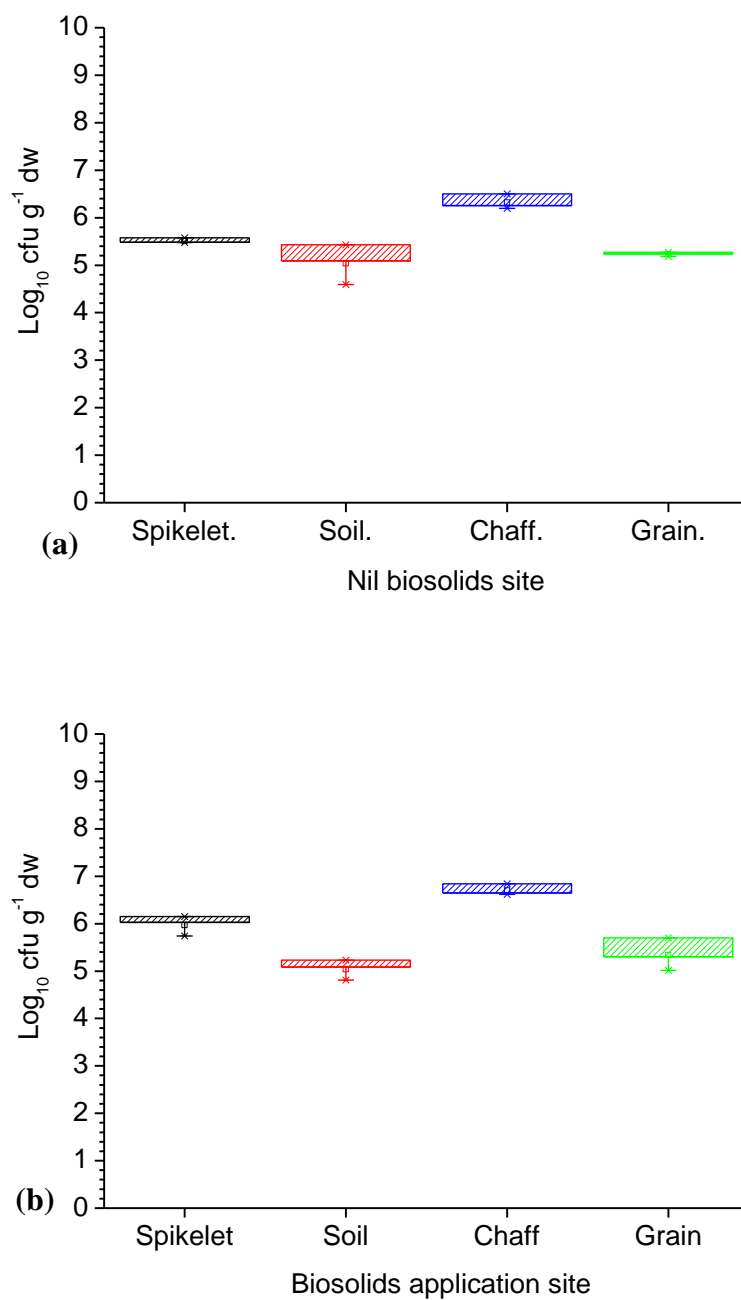 10
9
8
7
6
5
4
3
2
1
0
Log₁₀ cfu g⁻¹ dw
Spikelet. Soil. Chaff. Grain.
(a)
Nil biosolids site
10
9
8
7
6
5
4
3
2
1
0
Log₁₀ cfu g⁻¹ dw
(b)
Spikelet Soil Chaff Grain
Biosolids application site